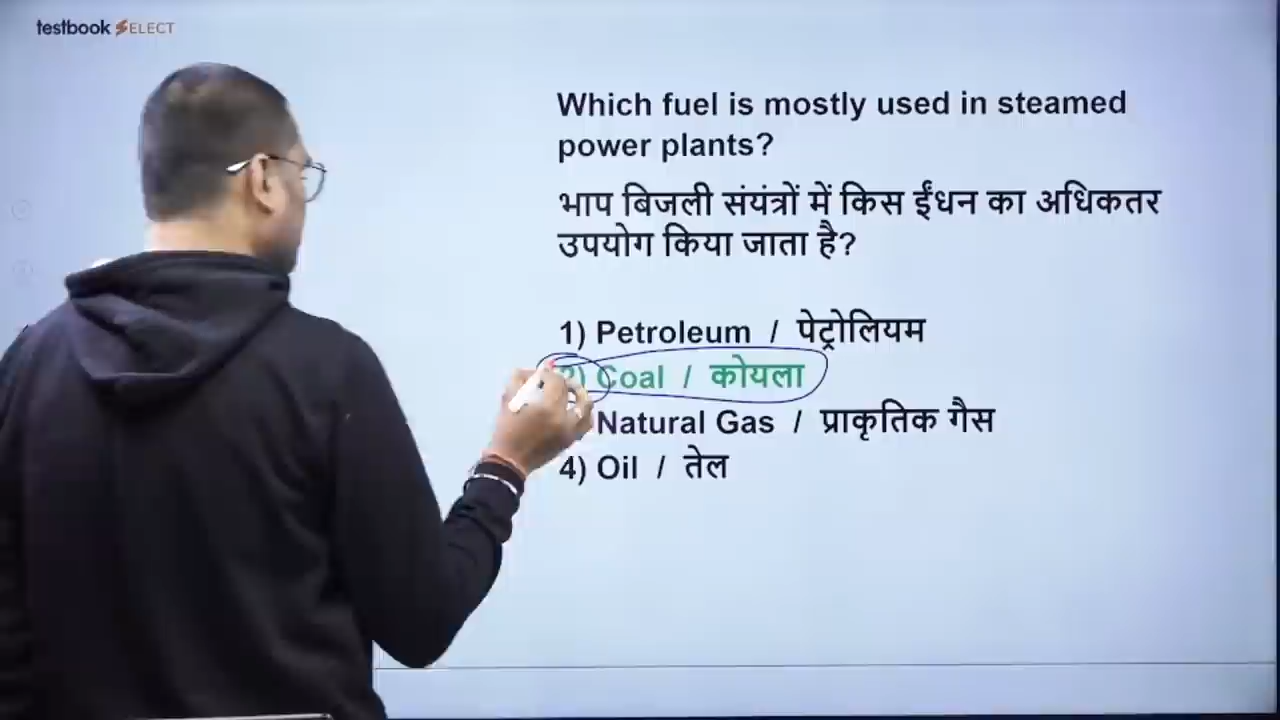 testbook SELECT
Which fuel is mostly used in steamed
power plants?
भाप बिजली संयंत्रों में किस ईंधन का अधिकतर
उपयोग किया जाता है?
1) Petroleum / पेट्रोलियम
2) Coal / कोयला
Natural Gas / प्राकृतिक गैस
4) Oil / तेल